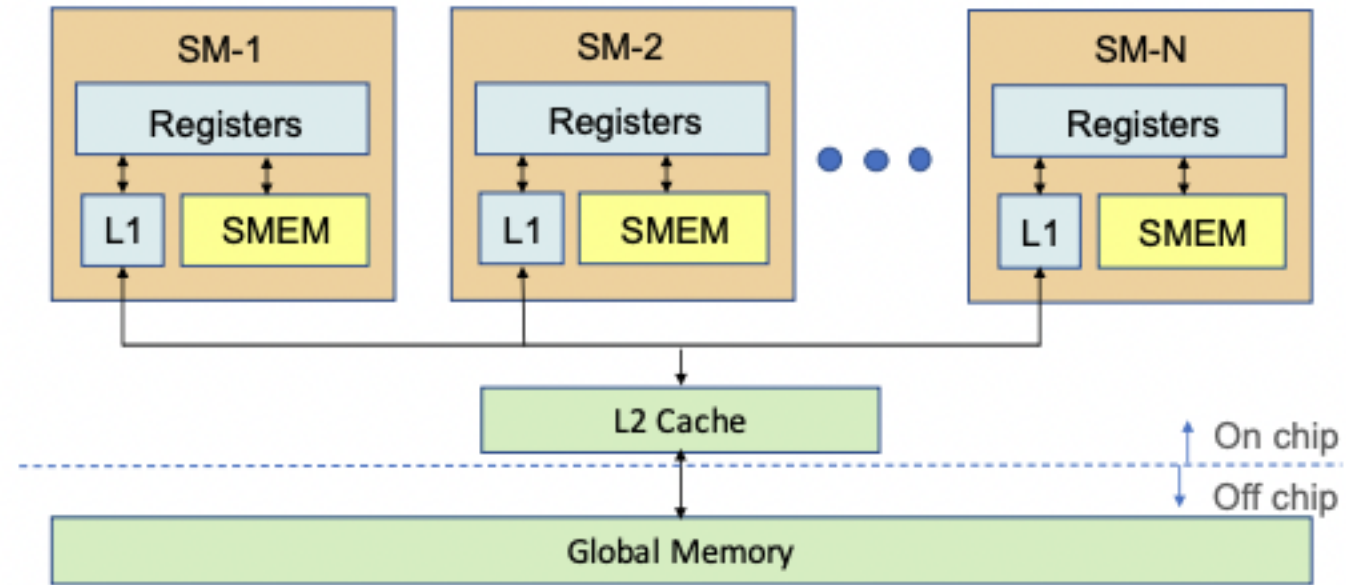 SM-1
SM-2
SM-N
Registers
Registers
Registers
L1
SMEM
L1
SMEM
L1
SMEM
L2 Cache
On chip
Off chip
Global Memory